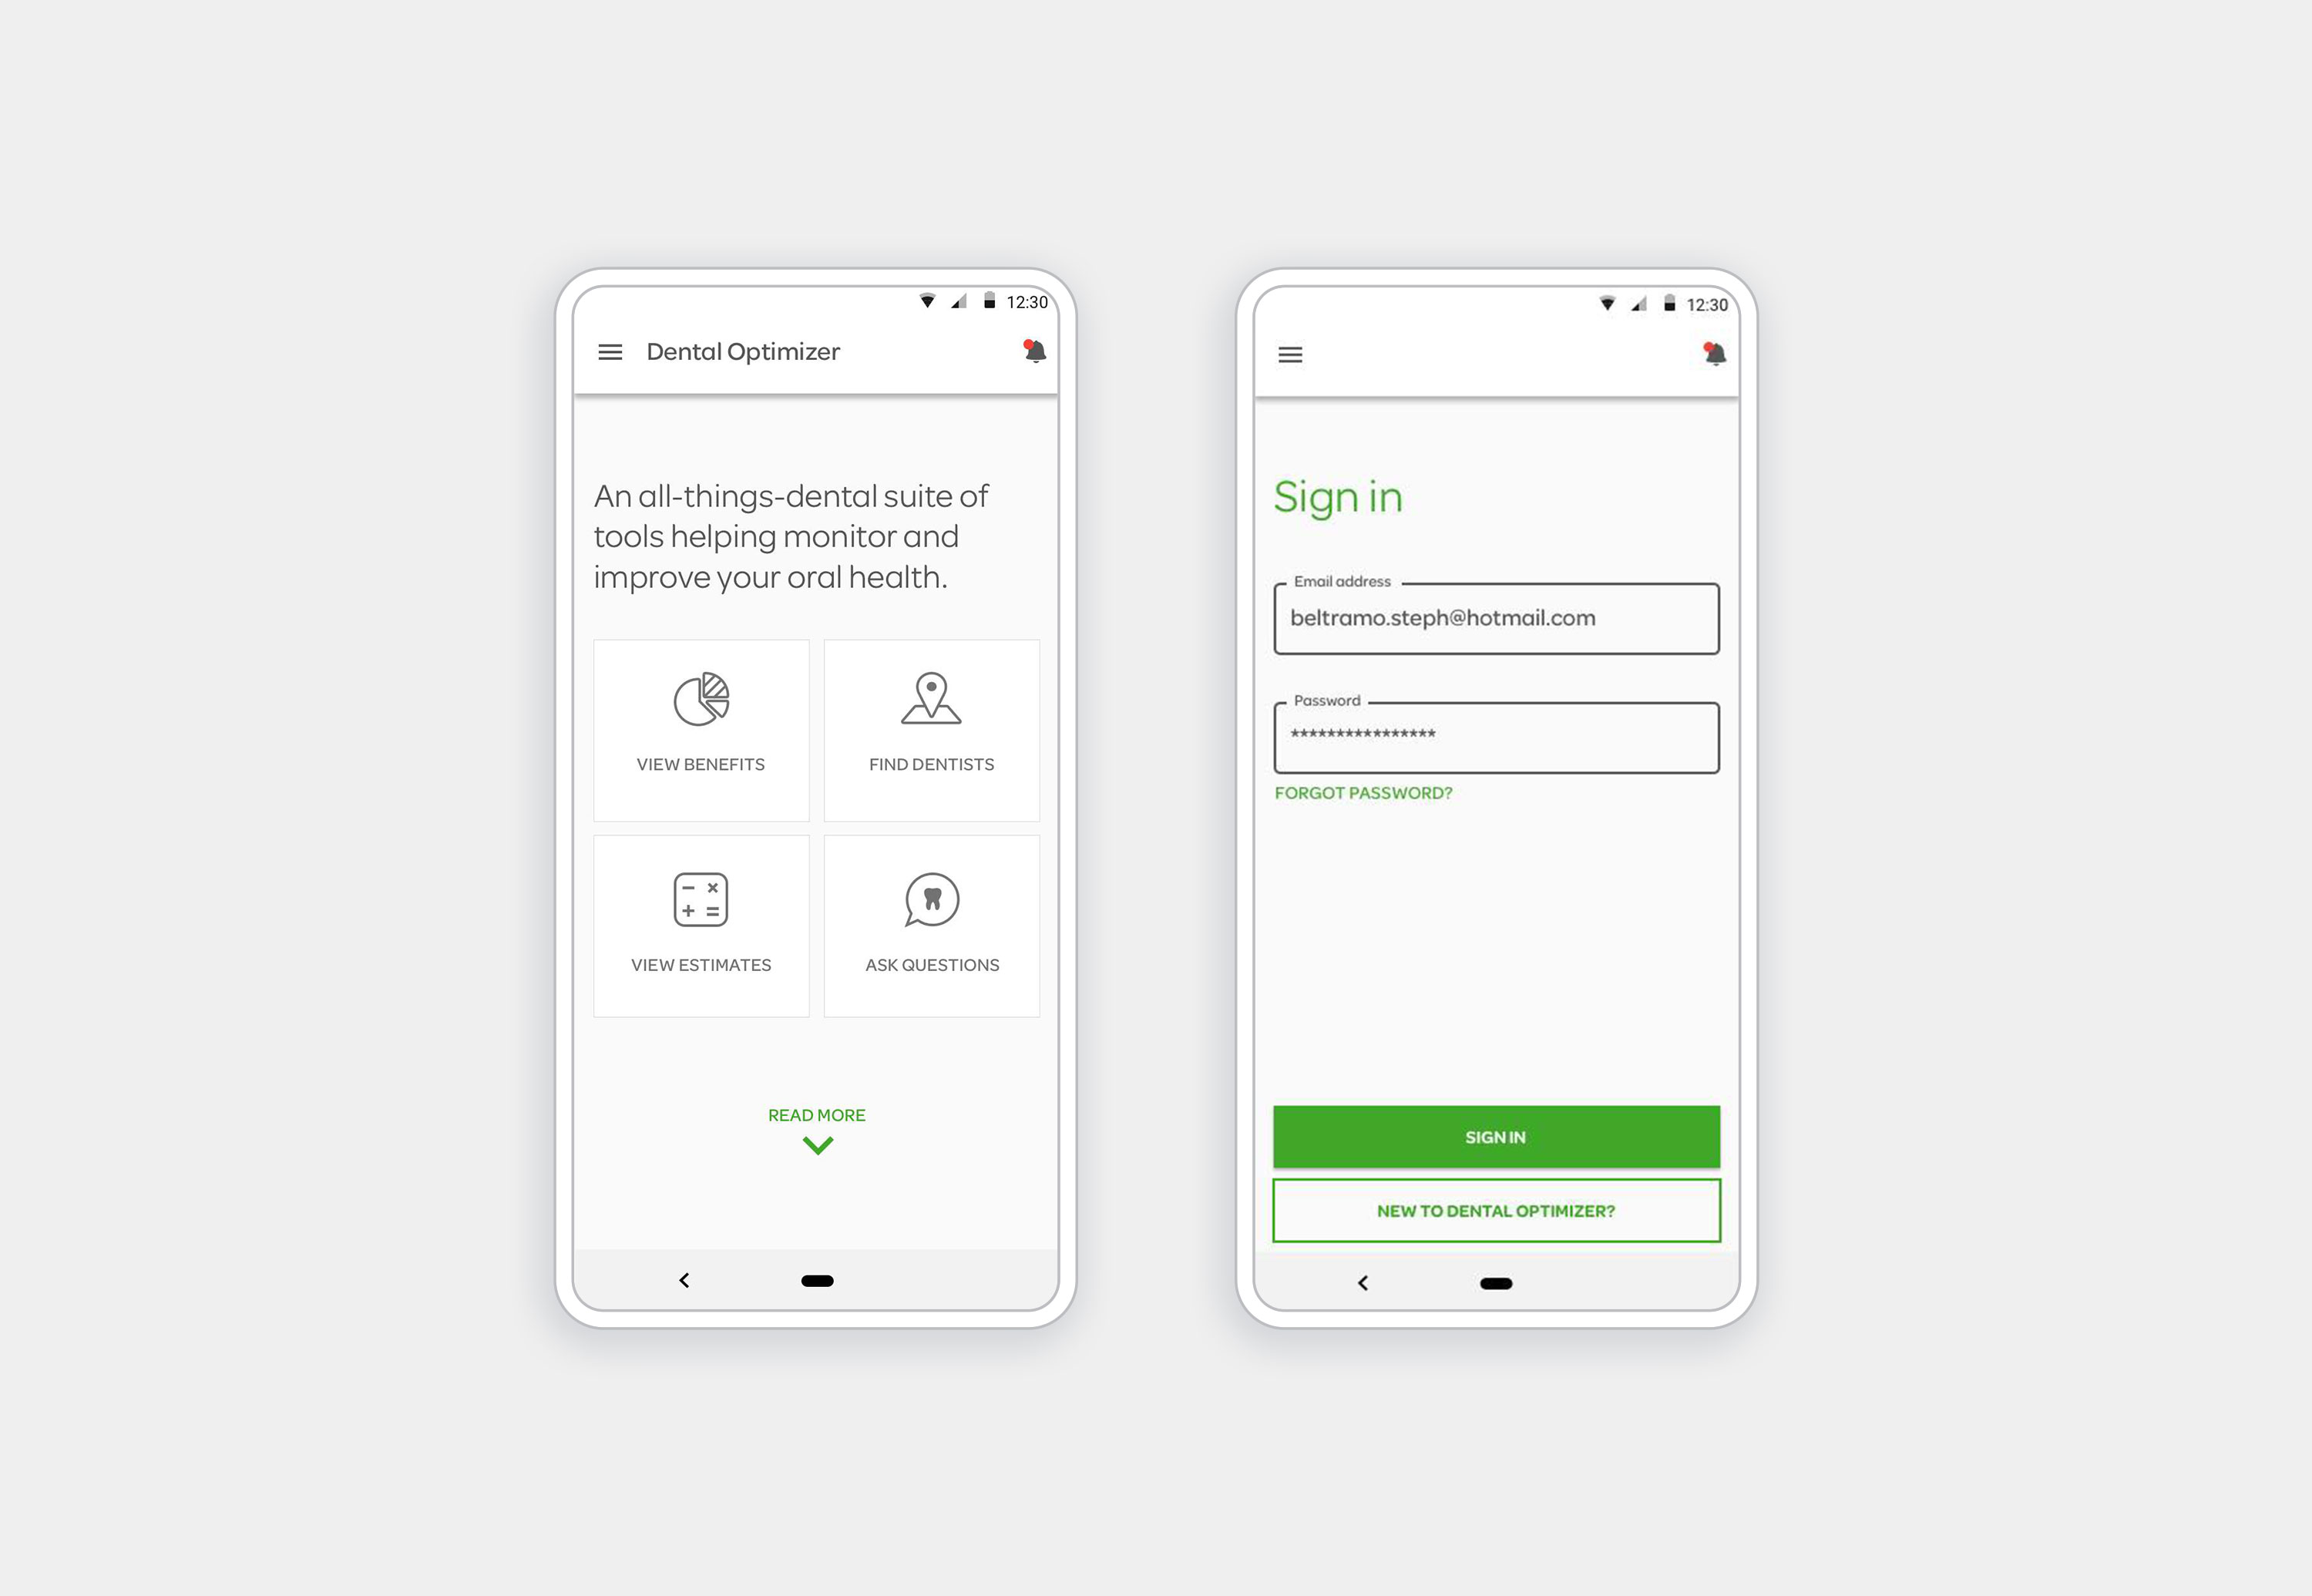 12:30
Dental Optimizer
An all-things-dental suite of
tools helping monitor and
improve your oral health.
VIEW BENEFITS
FIND DENTISTS
VIEW ESTIMATES
ASK QUESTIONS
READ MORE
12:30
Sign in
Email address
beltramo.steph@hotmail.com
Password
****************
FORGOT PASSWORD?
SIGN IN
NEW TO DENTAL OPTIMIZER?